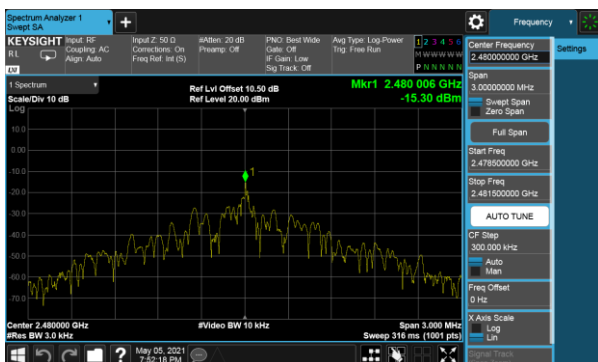 Spectrum Analyzer 1
Swept SA
Frequency
KEYSIGHT
RL
LXI
Input: RF
Coupling: AC
Align: Auto
Input Z: 50 Ω
Corrections: On
Freq Ref: Int (S)
#Atten: 20 dB
Preamp: Off
PNO: Best Wide
Gate: Off
IF Gain: Low
Sig Track: Off
Avg Type: Log-Power
Trig: Free Run
1 2 3 4 5 6
M W W W W W
P N N N N N
1 Spectrum
Scale/Div 10 dB
Log
Ref Lvl Offset 10.50 dB
Ref Level 20.00 dBm
Mkr1 2.480 006 GHz
-15.30 dBm
10.0
0.00
-10.0
-20.0
-30.0
-40.0
-50.0
-60.0
-70.0
1
Center 2.480000 GHz
#Res BW 3.0 kHz
#Video BW 10 kHz
Span 3.000 MHz
Sweep 316 ms (1001 pts)
May 05, 2021
7:52:18 PM
Center Frequency
2.480000000 GHz
Span
3.00000000 MHz
Swept Span
Zero Span
Full Span
Start Freq
2.478500000 GHz
Stop Freq
2.481500000 GHz
AUTO TUNE
CF Step
300.000 kHz
Auto
Man
Freq Offset
0 Hz
X Axis Scale
Log
Lin
Signal Track
Settings